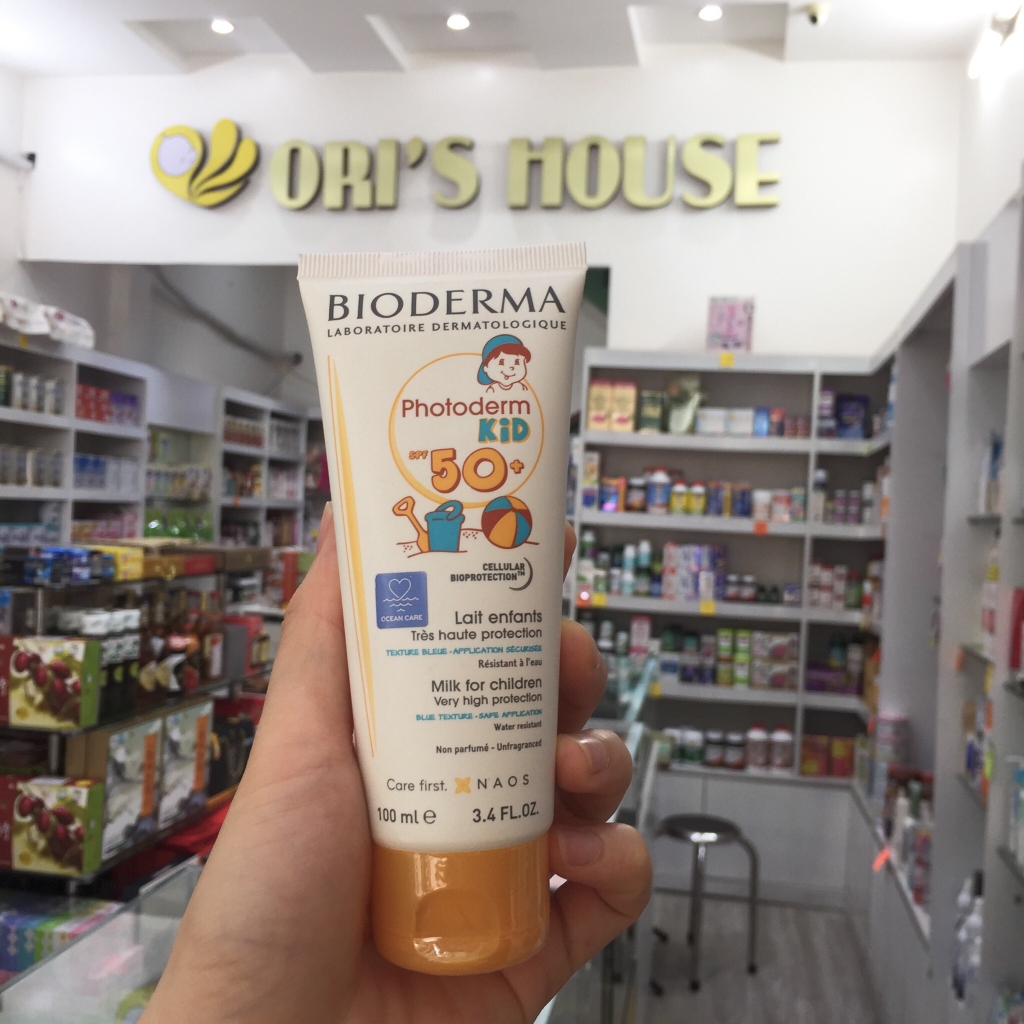 ORI'S HOUSE
BIODERMA
LABORATOIRE DERMATOLOGIQUE
Photoderm
KiD
SPF 50+
CELLULAR
BIOPROTECTION™
OCEAN CARE
Lait enfants
Très haute protection
TEXTURE BLEUE - APPLICATION SÉCURISÉE
Résistant à l'eau
Milk for children
Very high protection
BLUE TEXTURE - SAFE APPLICATION
Water resistant
Non parfumé - Unfragranced
Care first. NAOS
100 ml e 3.4 FL.OZ.